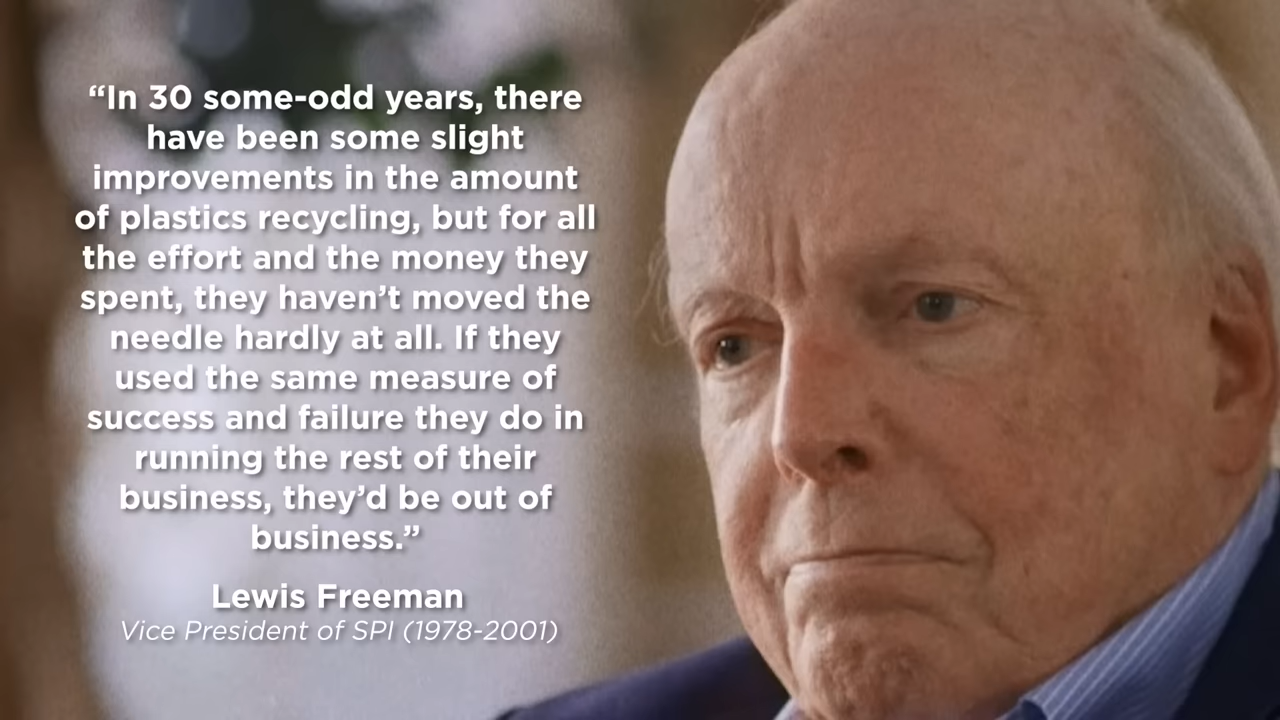 “In 30 some-odd years, there
have been some slight
improvements in the amount
of plastics recycling, but for all
the effort and the money they
spent, they haven’t moved the
needle hardly at all. If they
used the same measure of
success and failure they do in
running the rest of their
business, they’d be out of
business.”
Lewis Freeman
Vice President of SPI (1978-2001)